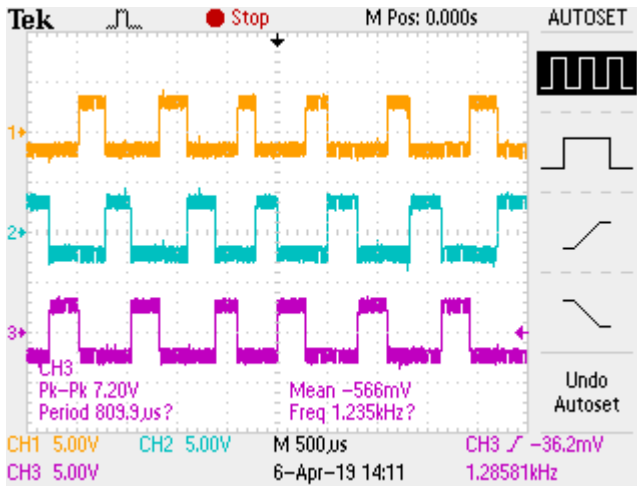 Tek Stop M Pos: 0.000s AUTOSET
1
2
3
CH3
Pk-Pk 7.20V Mean -566mV
Period 809.9µs? Freq 1.235kHz?
Undo
Autoset
CH1 5.00V CH2 5.00V M 500µs CH3 -36.2mV
CH3 5.00V 6-Apr-19 14:11 1.28581kHz